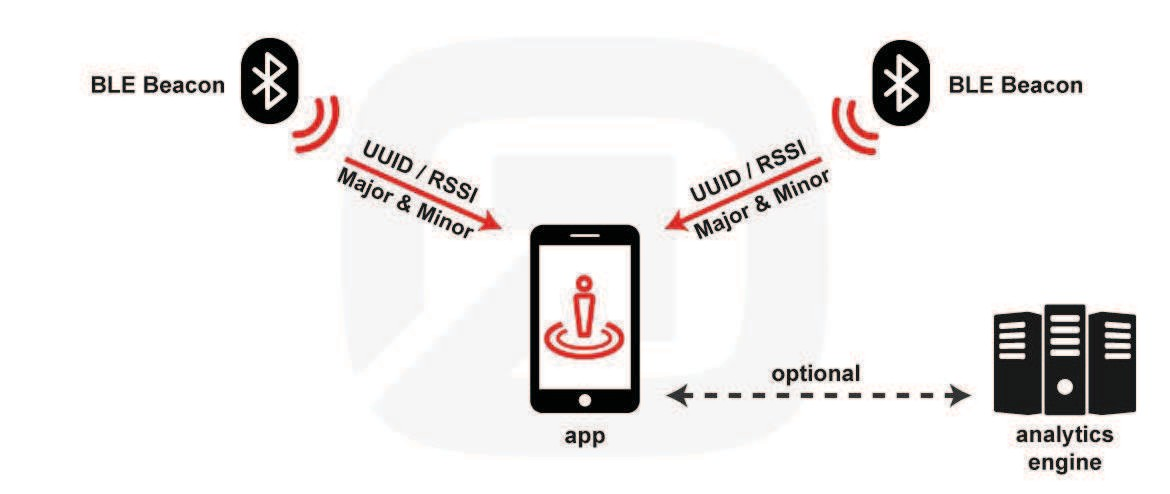 BLE Beacon
BLE Beacon
UUID / RSSI
Major & Minor
UUID / RSSI
Major & Minor
optional
app
analytics
engine